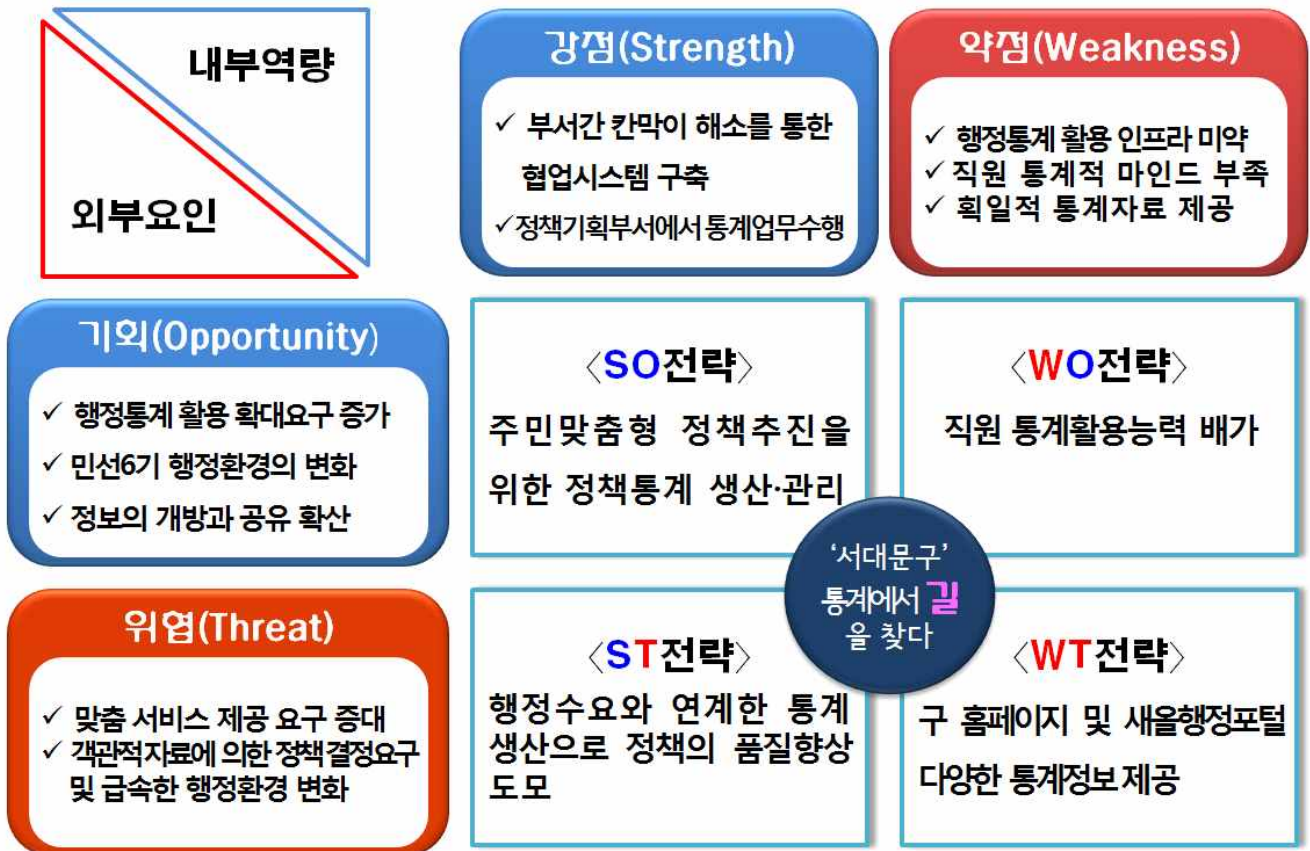 내부역량
외부요인
강점(Strength)
✓ 부서간 칸막이 해소를 통한
협업시스템 구축
✓ 정책기획부서에서 통계업무수행
약점(Weakness)
✓ 행정통계 활용 인프라 미약
✓ 직원 통계적 마인드 부족
✓ 획일적 통계자료 제공
기회(Opportunity)
✓ 행정통계 활용 확대요구 증가
✓ 민선6기 행정환경의 변화
✓ 정보의 개방과 공유 확산
〈SO전략〉
주민맞춤형 정책추진을
위한 정책통계 생산·관리
〈WO전략〉
직원 통계활용능력 배가
‘서대문구’
통계에서 길
을 찾다
위협(Threat)
✓ 맞춤 서비스 제공 요구 증대
✓ 객관적자료에 의한 정책결정요구
및 급속한 행정환경 변화
〈ST전략〉
행정수요와 연계한 통계
생산으로 정책의 품질향상
도모
〈WT전략〉
구 홈페이지 및 새올행정포털
다양한 통계정보 제공